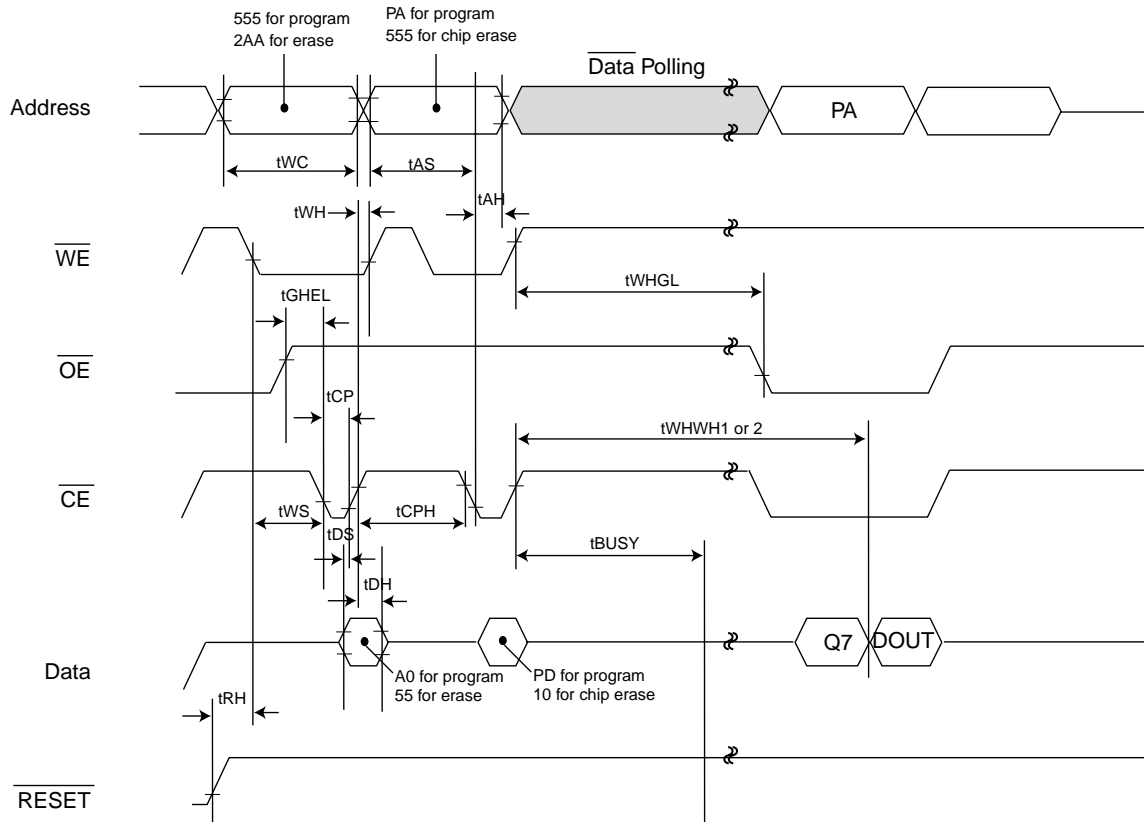 555 for program
2AA for erase
PA for program
555 for chip erase
Data Polling
Address
PA
tWC
tAS
tAH
tWH
WE
tWHGL
tGHEL
OE
tCP
tWHWH1 or 2
CE
tWS
tCPH
tDS
tBUSY
tDH
Data
Q7
DOUT
A0 for program
55 for erase
PD for program
10 for chip erase
tRH
RESET